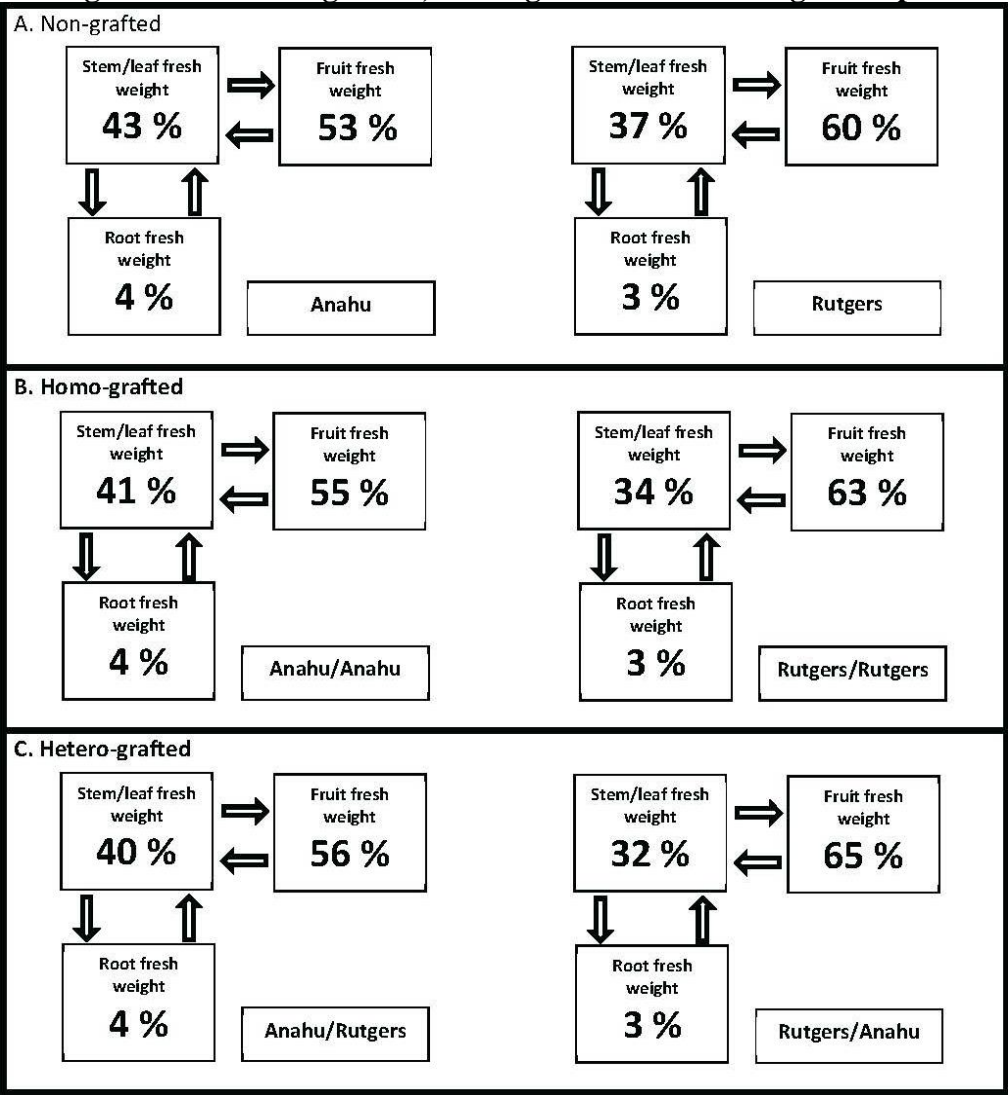 A. Non-grafted
Stem/leaf fresh
weight
43 %
Fruit fresh
weight
53 %
Root fresh
weight
4 %
Anahu
Stem/leaf fresh
weight
37 %
Fruit fresh
weight
60 %
Root fresh
weight
3 %
Rutgers
B. Homo-grafted
Stem/leaf fresh
weight
41 %
Fruit fresh
weight
55 %
Root fresh
weight
4 %
Anahu/Anahu
Stem/leaf fresh
weight
34 %
Fruit fresh
weight
63 %
Root fresh
weight
3 %
Rutgers/Rutgers
C. Hetero-grafted
Stem/leaf fresh
weight
40 %
Fruit fresh
weight
56 %
Root fresh
weight
4 %
Anahu/Rutgers
Stem/leaf fresh
weight
32 %
Fruit fresh
weight
65 %
Root fresh
weight
3 %
Rutgers/Anahu